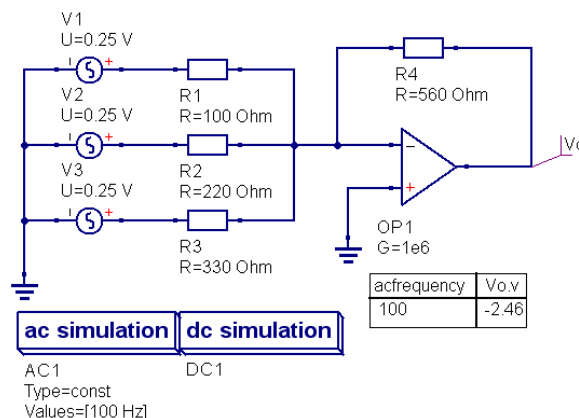 V1
U=0.25 V
R1
R=100 Ohm
V2
U=0.25 V
R2
R=220 Ohm
V3
U=0.25 V
R3
R=330 Ohm
R4
R=560 Ohm
Vo
OP1
G=1e6
acfrequency Vo.v
100 -2.46
ac simulation
AC1
Type=const
Values=[100 Hz]
dc simulation
DC1